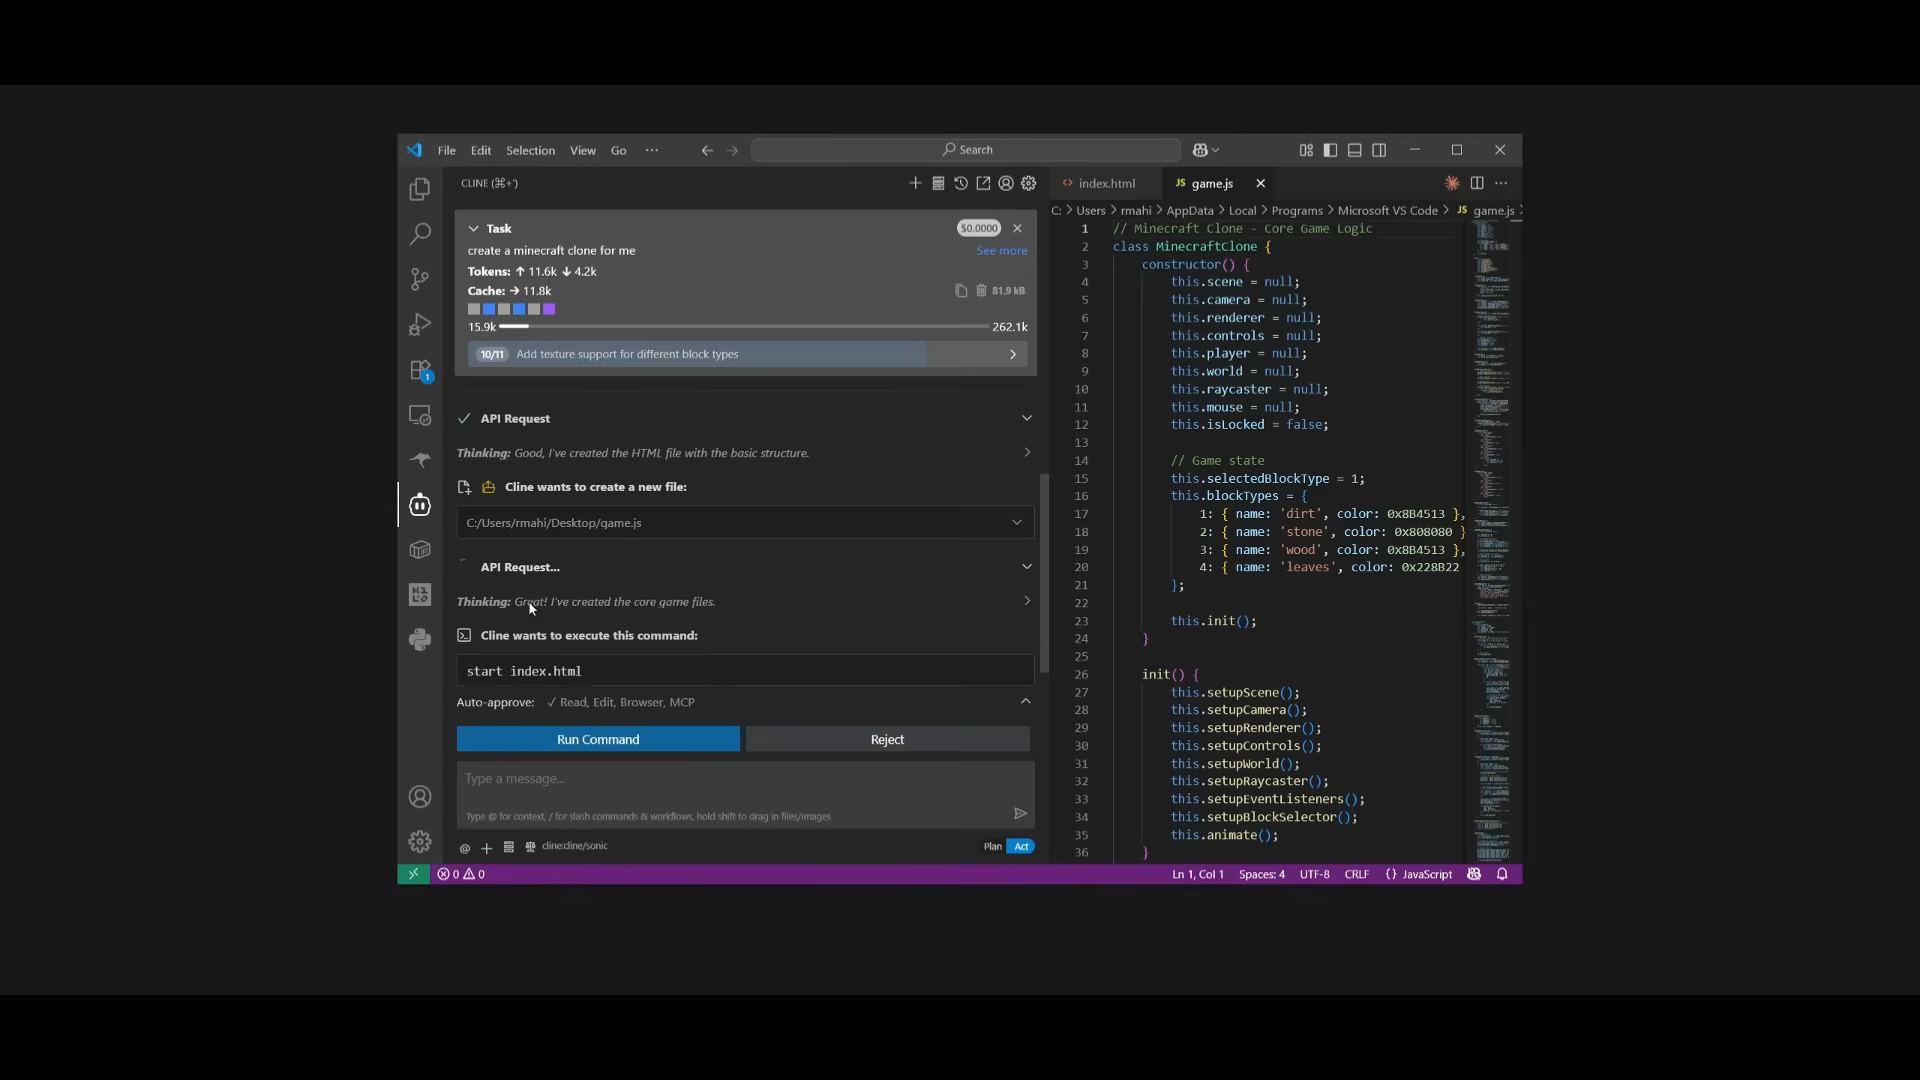 File Edit Selection View Go ··· Search
CLINE (⌘+')
Task $0.0000
create a minecraft clone for me See more
Tokens: ↑ 11.6k ↓ 4.2k
Cache: → 11.8k 81.9 kB
15.9k 262.1k
10/11 Add texture support for different block types
API Request
Thinking: Good, I've created the HTML file with the basic structure.
Cline wants to create a new file:
C:/Users/rmahi/Desktop/game.js
API Request...
Thinking: Great! I've created the core game files.
Cline wants to execute this command:
start index.html
Auto-approve: ✓ Read, Edit, Browser, MCP
Run Command Reject
Type a message...
Type @ for context, / for slash commands & workflows, hold shift to drag in files/images
@ + cline:cline/sonic Plan Act
1
index.html JS game.js
C: > Users > rmahi > AppData > Local > Programs > Microsoft VS Code > JS game.js >
1 // Minecraft Clone - Core Game Logic
2 class MinecraftClone {
3 constructor() {
4 this.scene = null;
5 this.camera = null;
6 this.renderer = null;
7 this.controls = null;
8 this.player = null;
9 this.world = null;
10 this.raycaster = null;
11 this.mouse = null;
12 this.isLocked = false;
13
14 // Game state
15 this.selectedBlockType = 1;
16 this.blockTypes = {
17 1: { name: 'dirt', color: 0x8B4513 },
18 2: { name: 'stone', color: 0x808080 }
19 3: { name: 'wood', color: 0x8B4513 },
20 4: { name: 'leaves', color: 0x228B22
21 };
22
23 this.init();
24 }
25
26 init() {
27 this.setupScene();
28 this.setupCamera();
29 this.setupRenderer();
30 this.setupControls();
31 this.setupWorld();
32 this.setupRaycaster();
33 this.setupEventListeners();
34 this.setupBlockSelector();
35 this.animate();
36 }
0 0 Ln 1, Col 1 Spaces: 4 UTF-8 CRLF {} JavaScript